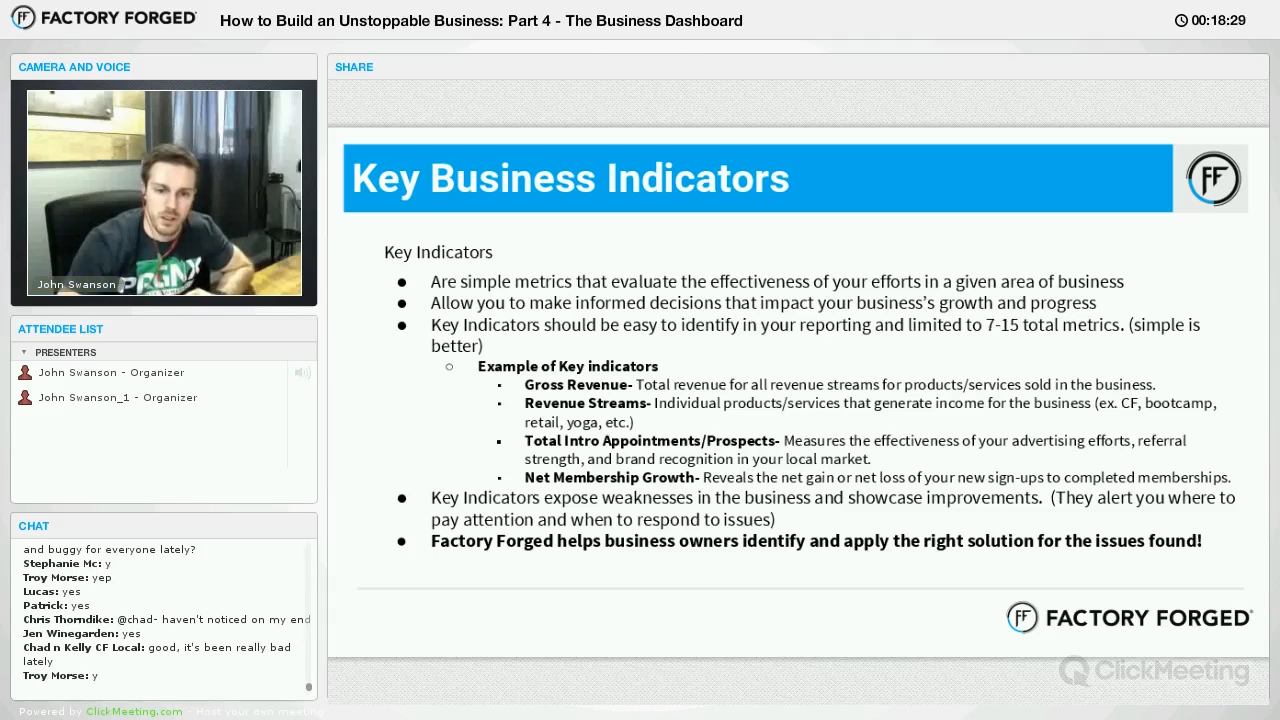 FF FACTORY FORGED
How to Build an Unstoppable Business: Part 4 - The Business Dashboard
00:18:29
CAMERA AND VOICE
John Swanson
ATTENDEE LIST
PRESENTERS
John Swanson - Organizer
John Swanson_1 - Organizer
CHAT
and buggy for everyone lately?
Stephanie Mc: y
Troy Morse: yep
Lucas: yes
Patrick: yes
Chris Thorndike: @chad- haven't noticed on my end
Jen Winegarden: yes
Chad n Kelly CF Local: good, it's been really bad
lately
Troy Morse: y
Powered by ClickMeeting.com - Host your own meeting
SHARE
Key Business Indicators
FF
Key Indicators
● Are simple metrics that evaluate the effectiveness of your efforts in a given area of business
● Allow you to make informed decisions that impact your business's growth and progress
● Key Indicators should be easy to identify in your reporting and limited to 7-15 total metrics. (simple is
better)
○ Example of Key indicators
▪ Gross Revenue- Total revenue for all revenue streams for products/services sold in the business.
▪ Revenue Streams- Individual products/services that generate income for the business (ex. CF, bootcamp,
retail, yoga, etc.)
▪ Total Intro Appointments/Prospects- Measures the effectiveness of your advertising efforts, referral
strength, and brand recognition in your local market.
▪ Net Membership Growth- Reveals the net gain or net loss of your new sign-ups to completed memberships.
● Key Indicators expose weaknesses in the business and showcase improvements. (They alert you where to
pay attention and when to respond to issues)
● Factory Forged helps business owners identify and apply the right solution for the issues found!
FF FACTORY FORGED
ClickMeeting